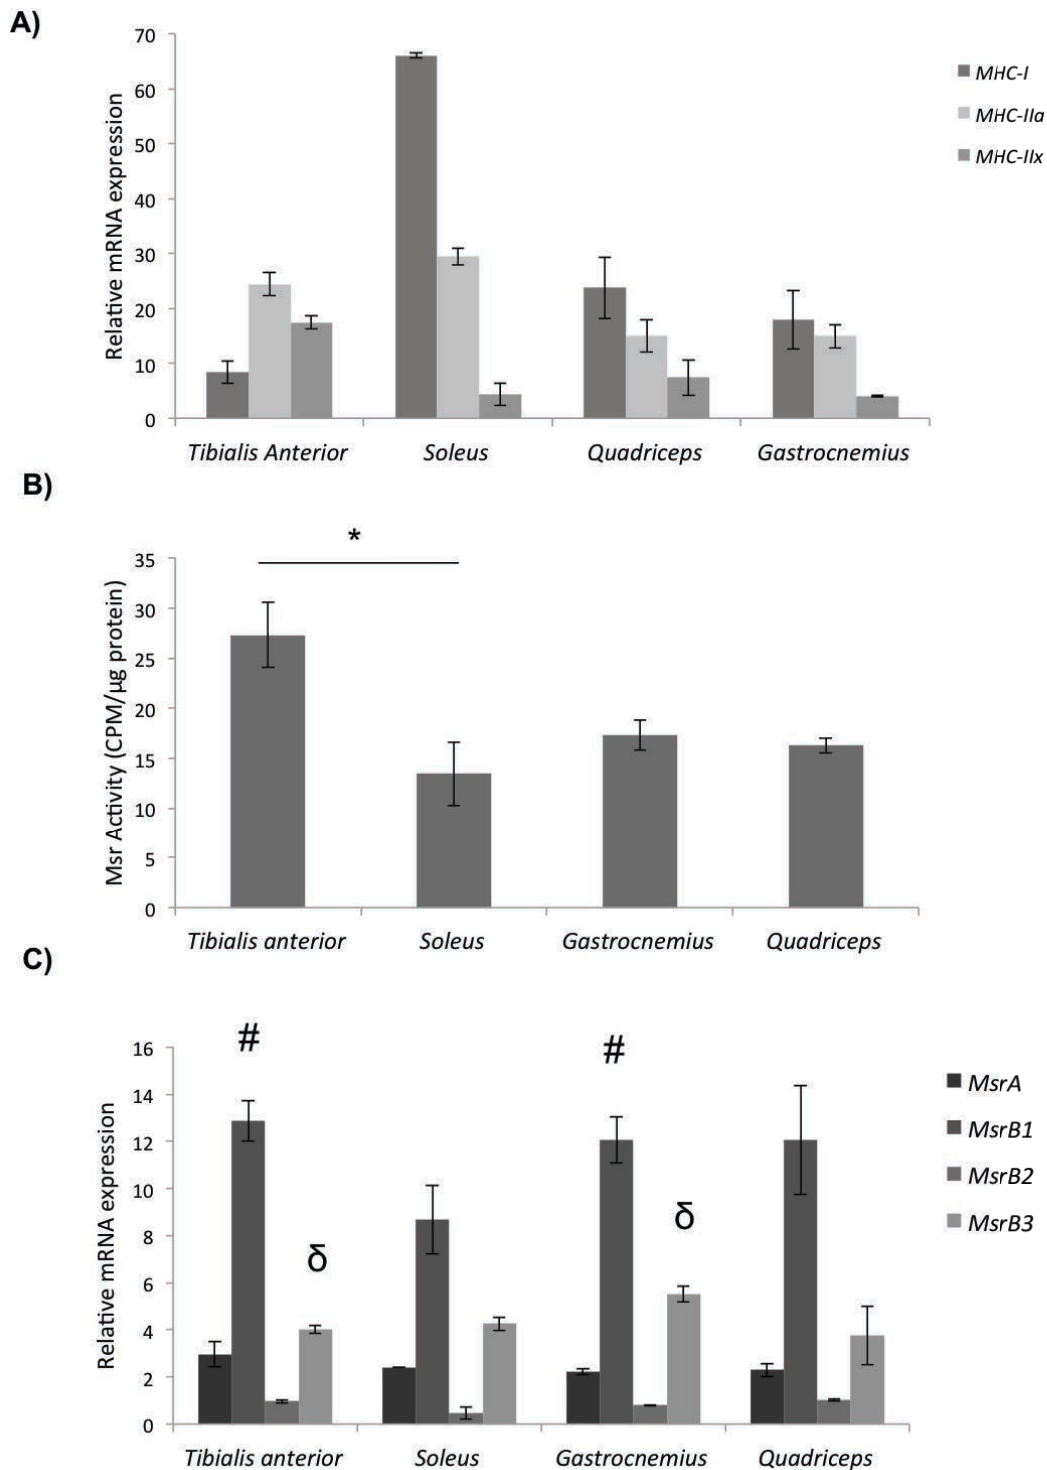 A)
Relative mRNA expression
70
60
50
40
30
20
10
0
Tibialis Anterior Soleus Quadriceps Gastrocnemius
MHC-I
MHC-IIa
MHC-IIx
B)
*
Msr Activity (CPM/µg protein)
35
30
25
20
15
10
5
0
Tibialis anterior Soleus Gastrocnemius Quadriceps
C)
Relative mRNA expression
16
14
12
10
8
6
4
2
0
# #
δ δ
Tibialis anterior Soleus Gastrocnemius Quadriceps
MsrA
MsrB1
MsrB2
MsrB3